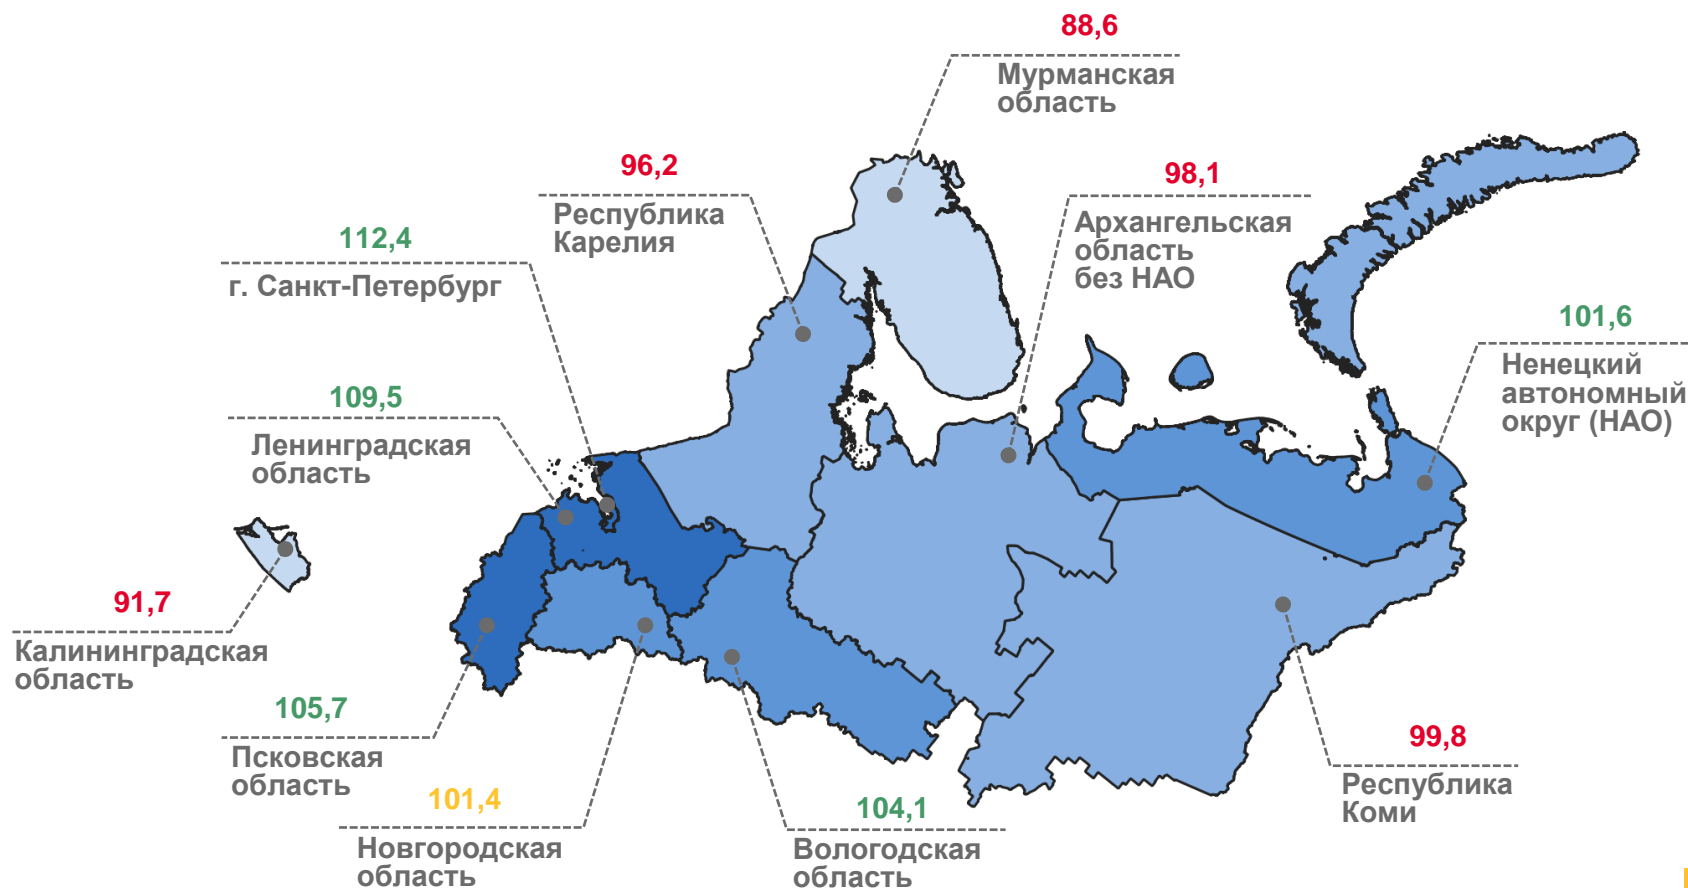 88,6
Мурманская
область
96,2
Республика
Карелия
98,1
Архангельская
область
без НАО
112,4
г. Санкт-Петербург
101,6
Ненецкий
автономный
округ (НАО)
109,5
Ленинградская
область
91,7
Калининградская
область
105,7
Псковская
область
101,4
Новгородская
область
104,1
Вологодская
область
99,8
Республика
Коми